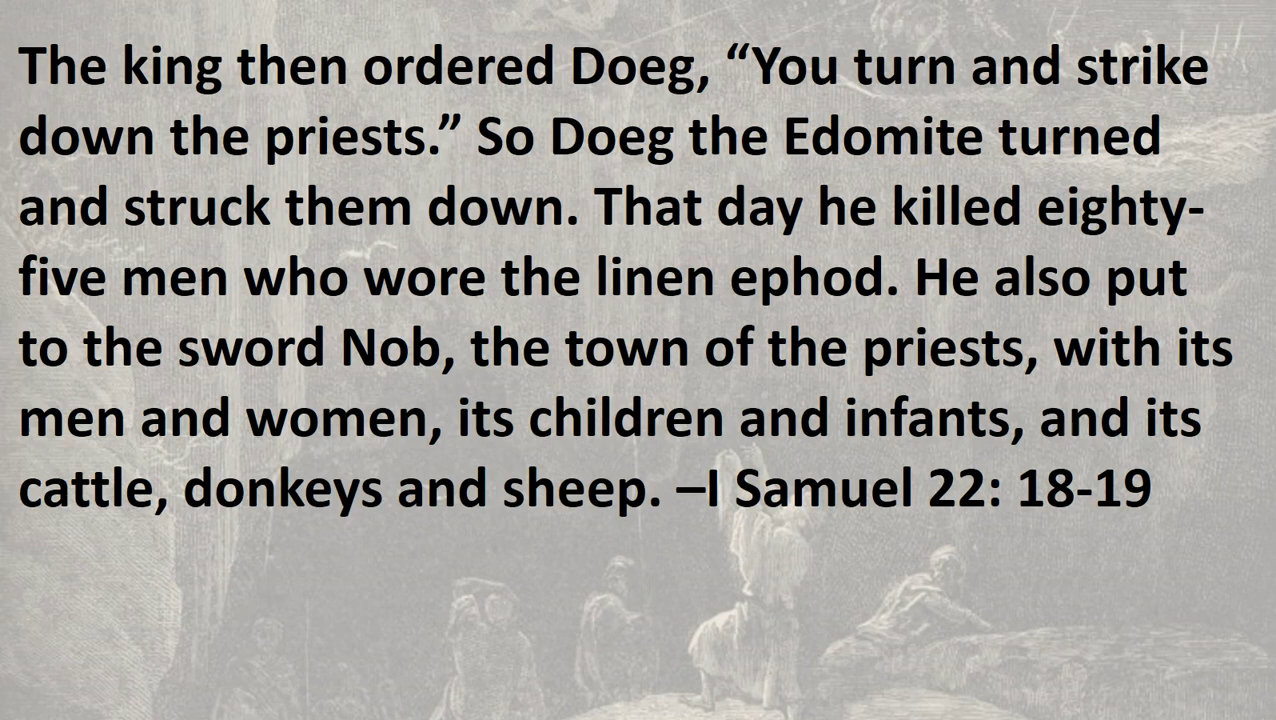 The king then ordered Doeg, “You turn and strike
down the priests.” So Doeg the Edomite turned
and struck them down. That day he killed eighty-
five men who wore the linen ephod. He also put
to the sword Nob, the town of the priests, with its
men and women, its children and infants, and its
cattle, donkeys and sheep. –I Samuel 22: 18-19